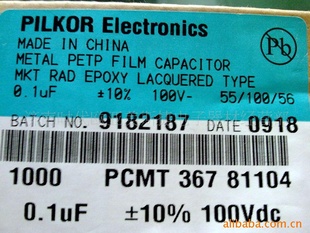 PILKOR Electronics
MADE IN CHINA
METAL PETP FILM CAPACITOR
MKT RAD EPOXY LACQUERED TYPE
0.1uF ±10% 100V- 55/100/56
Pb
BATCH NO. 9182187 DATE 0918
1000 PCMT 367 81104
0.1uF ±10% 100Vdc
.com.cn